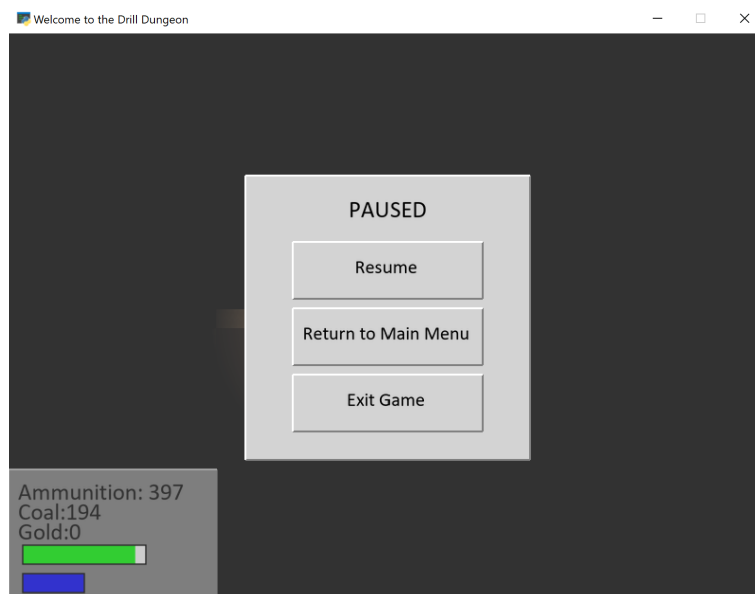 Welcome to the Drill Dungeon
PAUSED
Resume
Return to Main Menu
Exit Game
Ammunition: 397
Coal:194
Gold:0